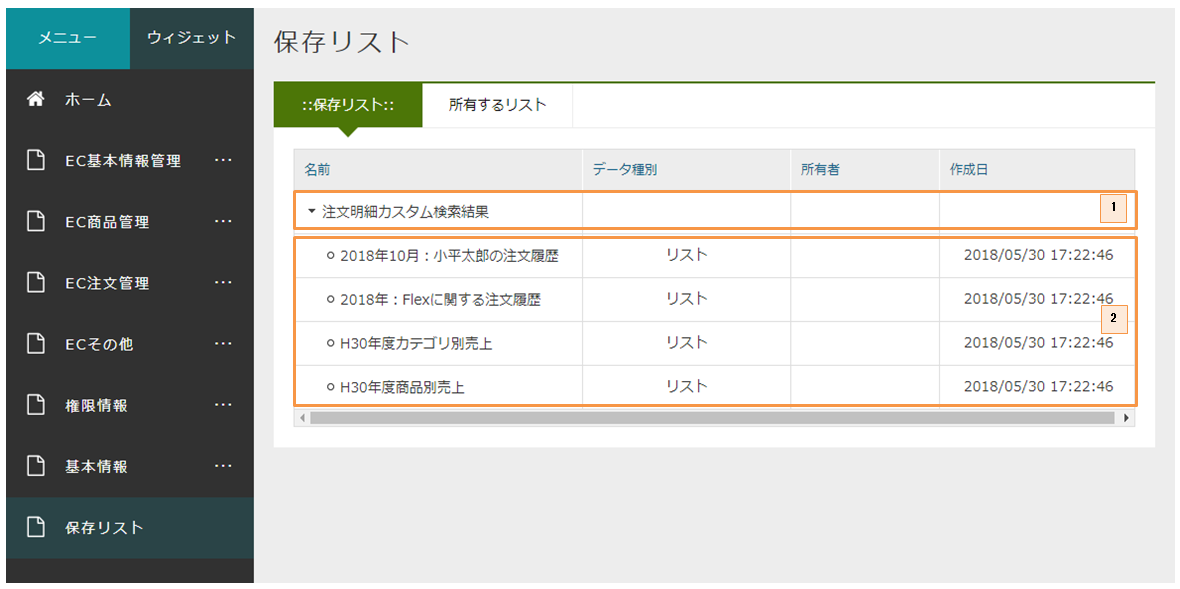 メニュー ウィジェット
保存リスト
ホーム
EC基本情報管理 ...
EC商品管理 ...
EC注文管理 ...
ECその他 ...
権限情報 ...
基本情報 ...
保存リスト
::保存リスト:: 所有するリスト
名前 データ種別 所有者 作成日
注文明細カスタム検索結果 1
2018年10月：小平太郎の注文履歴 リスト 2018/05/30 17:22:46
2018年：Flexに関する注文履歴 リスト 2018/05/30 17:22:46
2
H30年度カテゴリ別売上 リスト 2018/05/30 17:22:46
H30年度商品別売上 リスト 2018/05/30 17:22:46